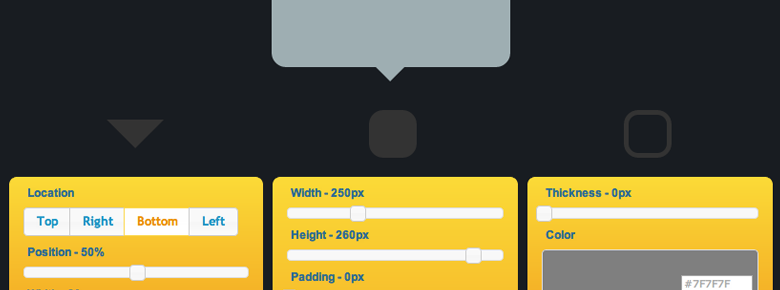 Location
Top Right Bottom Left
Position - 50%
Width - 250px
Height - 260px
Padding - 0px
Thickness - 0px
Color
#7F7F7F